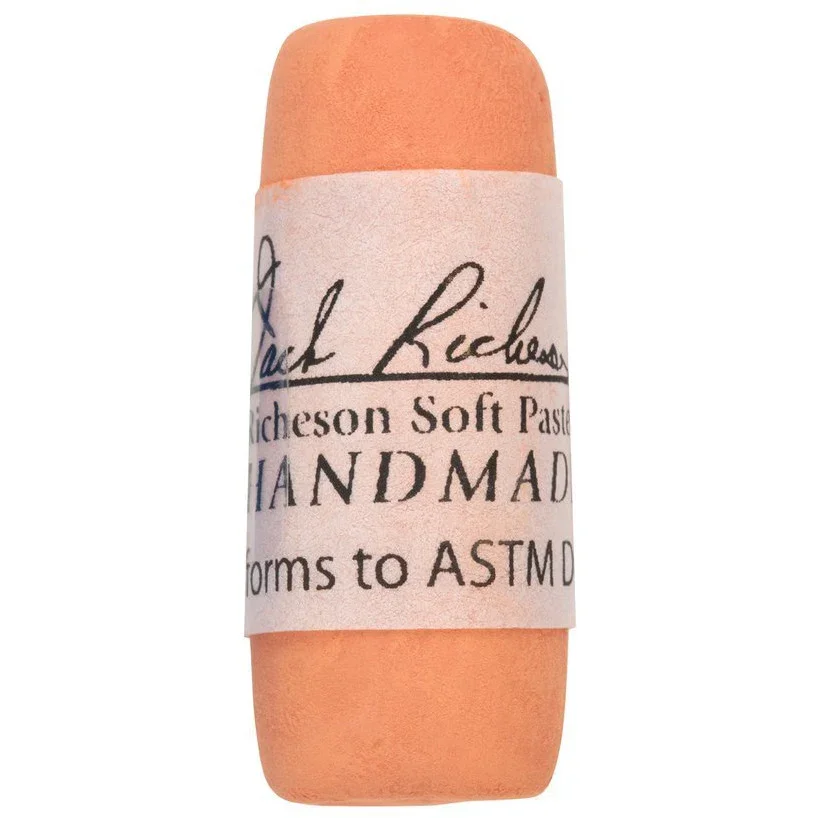 Jack Richeson
Richeson Soft Paste
HANDMAD
forms to ASTM D